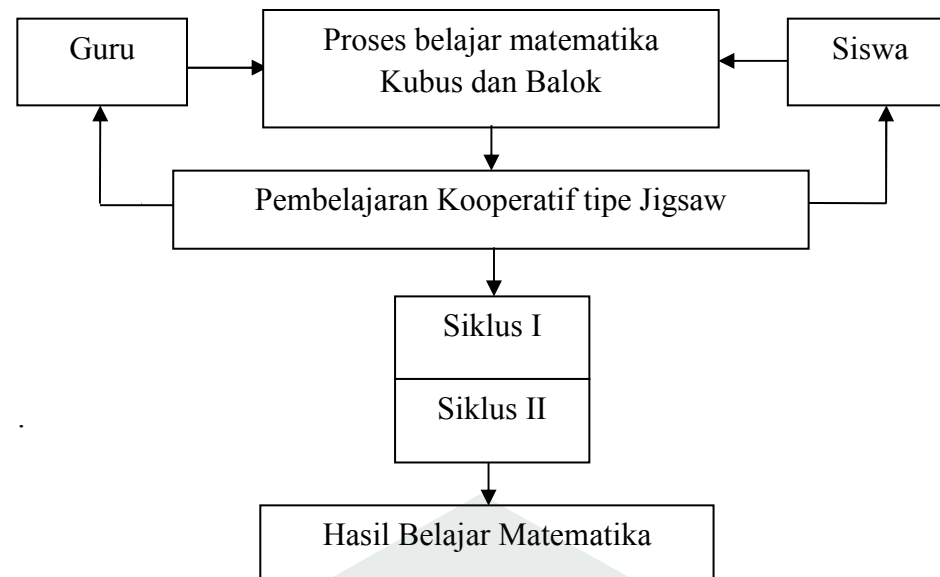 Guru
Proses belajar matematika
Kubus dan Balok
Siswa
Pembelajaran Kooperatif tipe Jigsaw
Siklus I
Siklus II
.
Hasil Belajar Matematika